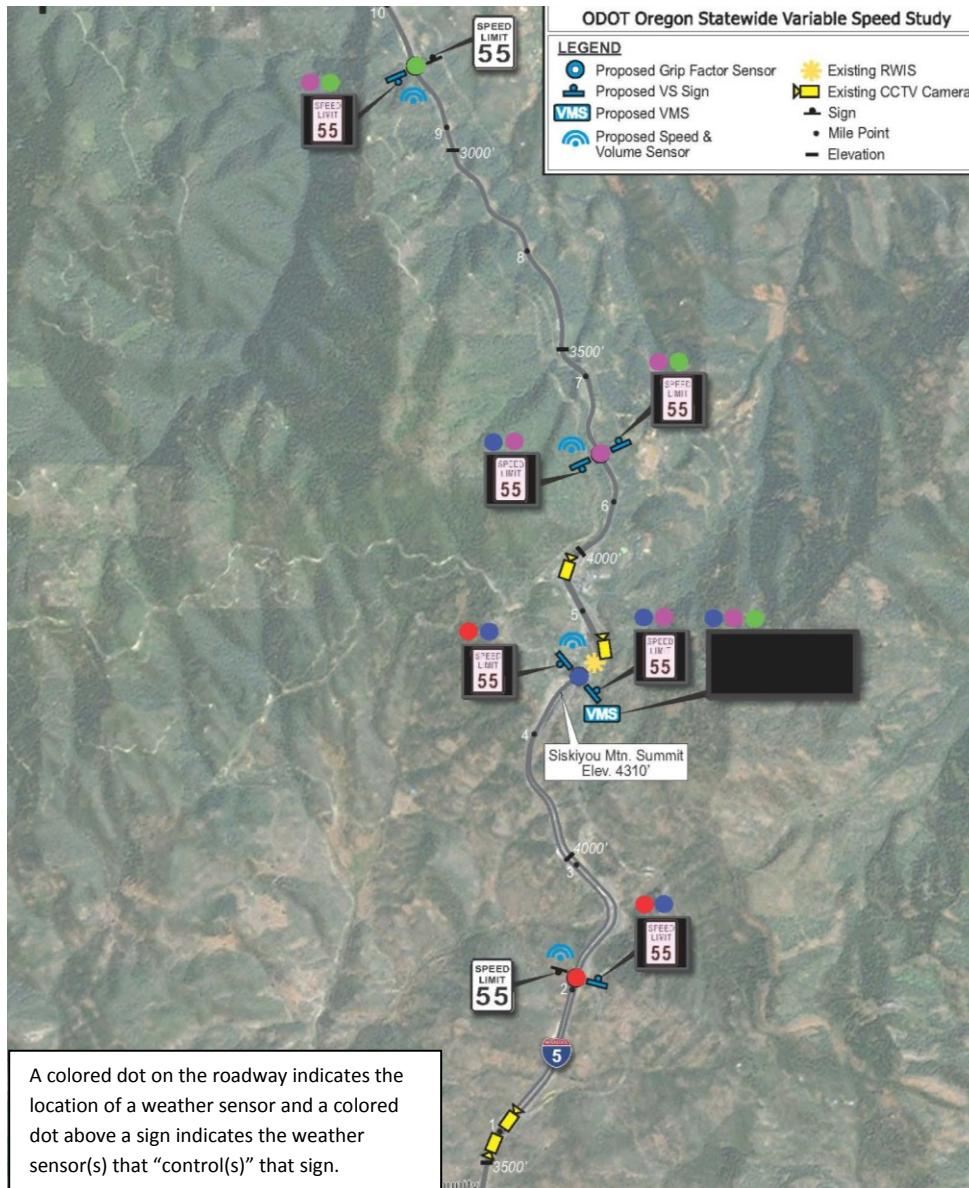 ODOT Oregon Statewide Variable Speed Study
LEGEND
Proposed Grip Factor Sensor
Proposed VS Sign
VMS Proposed VMS
Proposed Speed &
Volume Sensor
Existing RWIS
Existing CCTV Camera
Sign
Mile Point
Elevation
10
SPEED
LIMIT
55
SPEED
LIMIT
55
9
3000'
8
3500'
7
SPEED
LIMIT
55
SPEED
LIMIT
55
6
4000'
5
SPEED
LIMIT
55
SPEED
LIMIT
55
VMS
4
Siskiyou Mtn. Summit
Elev. 4310'
4000'
3
SPEED
LIMIT
55
SPEED
LIMIT
55
2
5
1
3500'
A colored dot on the roadway indicates the
location of a weather sensor and a colored
dot above a sign indicates the weather
sensor(s) that “control(s)” that sign.